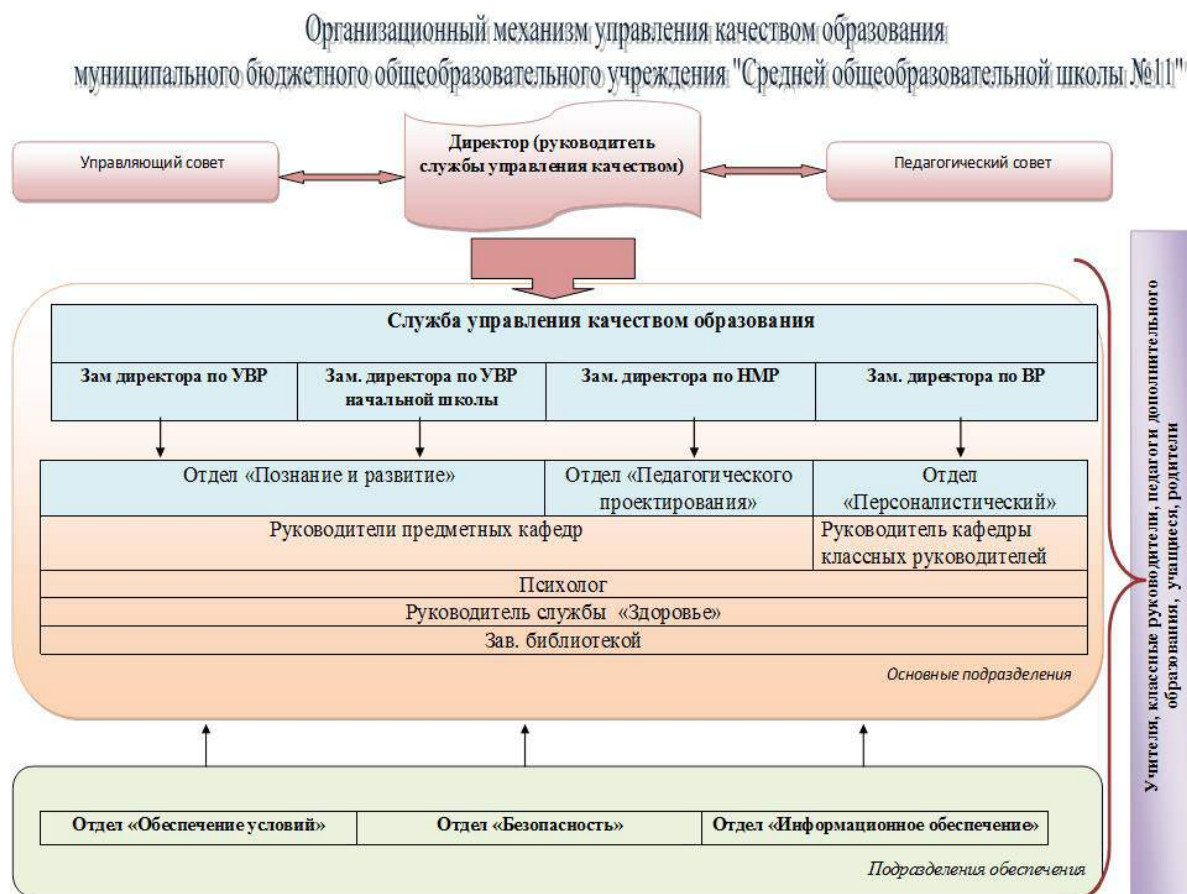 Организационный механизм управления качеством образования
муниципального бюджетного общеобразовательного учреждения "Средней общеобразовательной школы №11"
Управляющий совет
Директор (руководитель
службы управления качеством)
Педагогический совет
Служба управления качеством образования
Зам директора по УВР
Зам. директора по УВР
начальной школы
Зам. директора по НМР
Зам. директора по ВР
Отдел «Познание и развитие»
Отдел «Педагогического
проектирования»
Отдел
«Персоналистический»
Руководители предметных кафедр
Руководитель кафедры
классных руководителей
Психолог
Руководитель службы «Здоровье»
Зав. библиотекой
Основные подразделения
Отдел «Обеспечение условий»
Отдел «Безопасность»
Отдел «Информационное обеспечение»
Подразделения обеспечения
Учителя, классные руководители, педагоги дополнительного
образования, учащиеся, родители